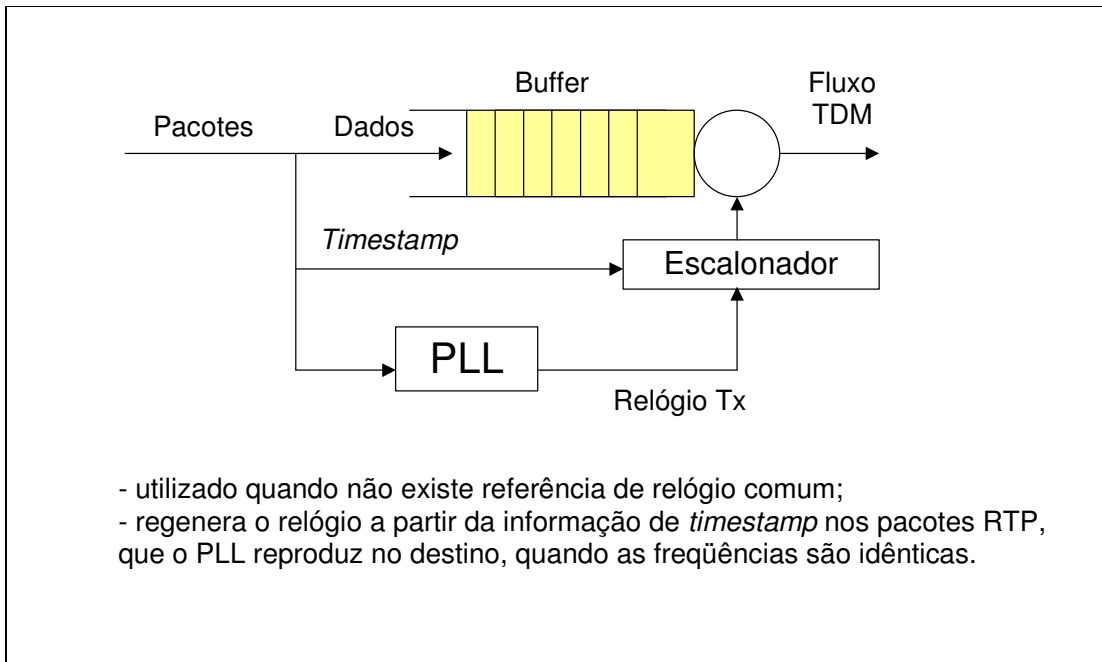 Buffer
Fluxo
TDM
Pacotes
Dados
Timestamp
Escalonador
PLL
Relógio Tx
- utilizado quando não existe referência de relógio comum;
- regenera o relógio a partir da informação de timestamp nos pacotes RTP,
que o PLL reproduz no destino, quando as freqüências são idênticas.